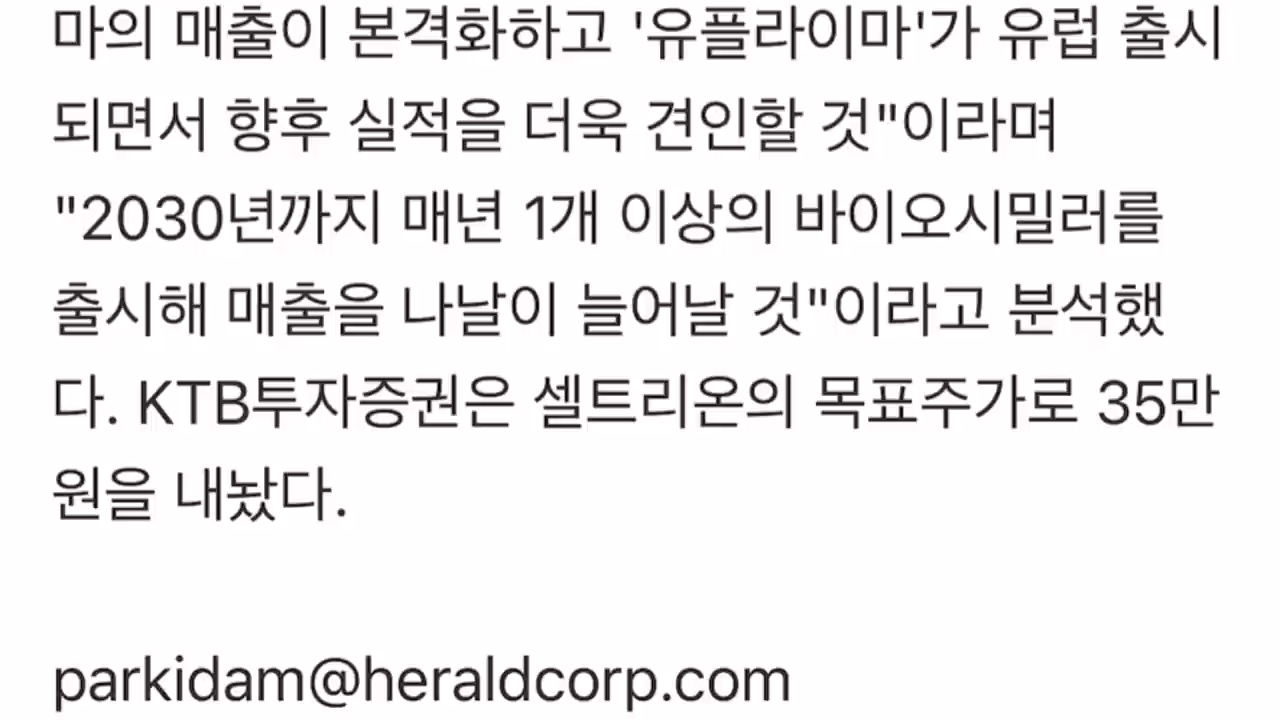 마의 매출이 본격화하고 '유플라이마'가 유럽 출시
되면서 향후 실적을 더욱 견인할 것"이라며
"2030년까지 매년 1개 이상의 바이오시밀러를
출시해 매출을 나날이 늘어날 것"이라고 분석했
다. KTB투자증권은 셀트리온의 목표주가로 35만
원을 내놨다.
parkidam@heraldcorp.com